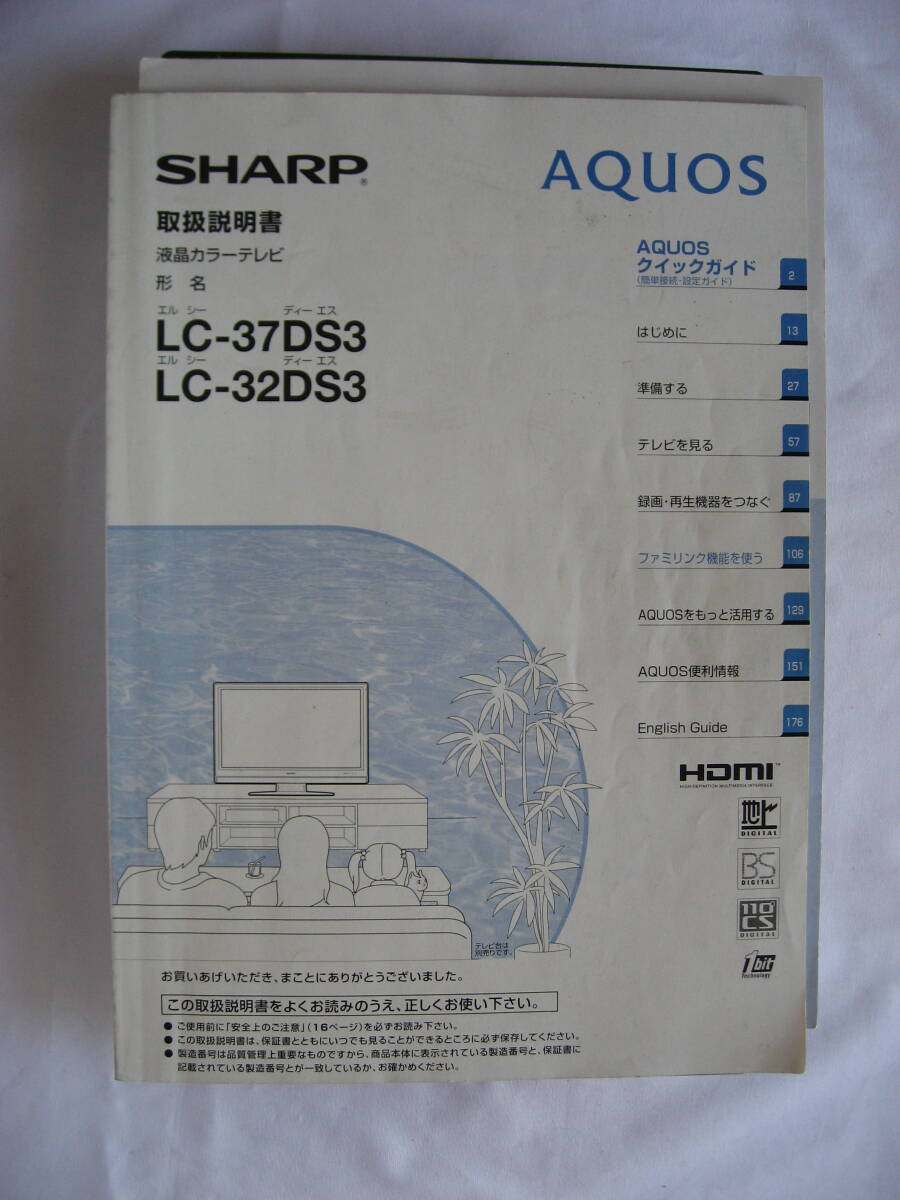 SHARP®
AQUOS
取扱説明書
液晶カラーテレビ
形 名
エル シー ディー エス
LC-37DS3
エル シー ディー エス
LC-32DS3
AQUOS
クイックガイド
(簡単接続・設定ガイド)
2
はじめに
13
準備する
27
テレビを見る
57
録画・再生機器をつなぐ
87
ファミリンク機能を使う
106
AQUOSをもっと活用する
129
AQUOS便利情報
151
English Guide
176
HDMI™
HIGH-DEFINITION MULTIMEDIA INTERFACE
地上
DIGITAL
BS
DIGITAL
110°
CS
DIGITAL
1bit
Technology
テレビ台は
別売りです。
お買いあげいただき、まことにありがとうございました。
この取扱説明書をよくお読みのうえ、正しくお使い下さい。
● ご使用前に「安全上のご注意」(16ページ)を必ずお読み下さい。
● この取扱説明書は、保証書とともにいつでも見ることができるところに必ず保存してください。
● 製造番号は品質管理上重要なものですから、商品本体に表示されている製造番号と、保証書に
記載されている製造番号とが一致しているか、お確かめください。